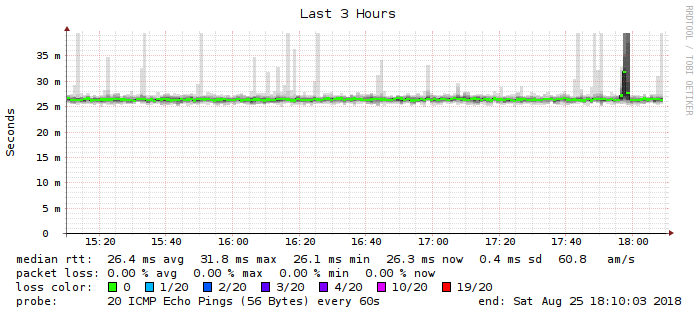 Last 3 Hours
RRDTOOL / TOBI OETIKER
Seconds
35 m
30 m
25 m
20 m
15 m
10 m
5 m
0
15:20 15:40 16:00 16:20 16:40 17:00 17:20 17:40 18:00
median rtt: 26.4 ms avg 31.8 ms max 26.1 ms min 26.3 ms now 0.4 ms sd 60.8 am/s
packet loss: 0.00 % avg 0.00 % max 0.00 % min 0.00 % now
loss color: 0 1/20 2/20 3/20 4/20 10/20 19/20
probe: 20 ICMP Echo Pings (56 Bytes) every 60s end: Sat Aug 25 18:10:03 2018